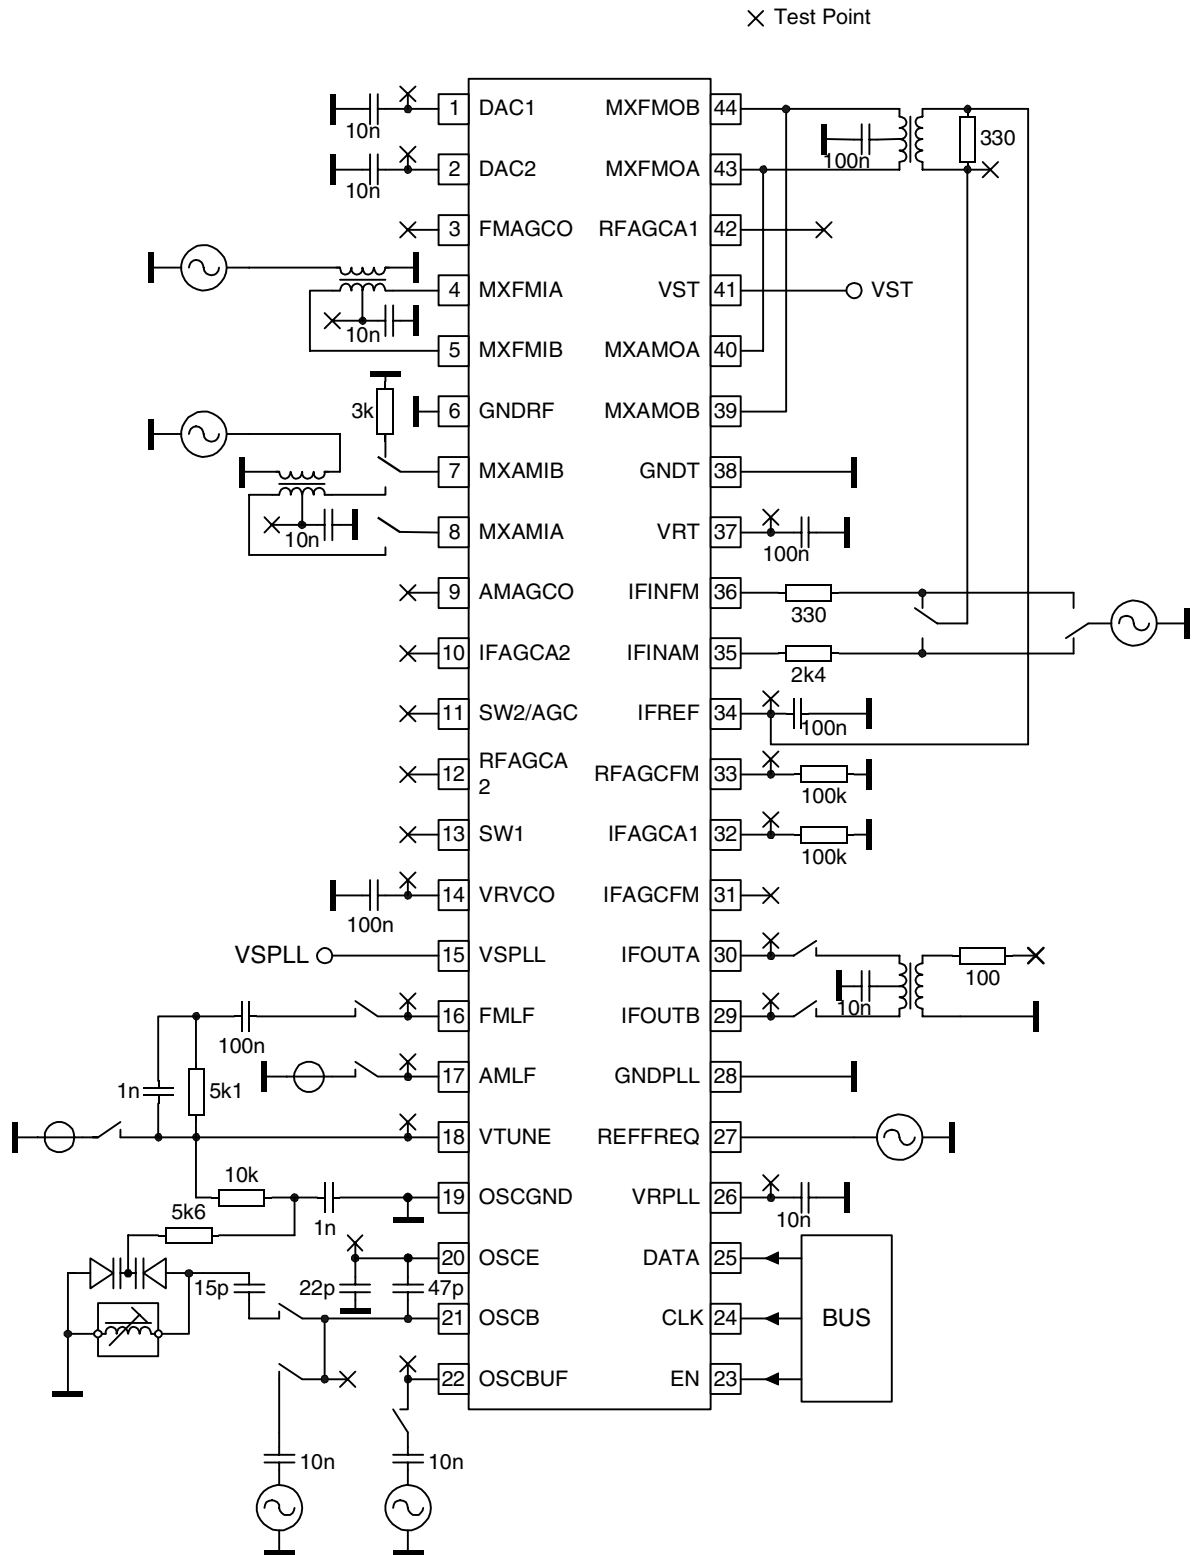 Test Point
1 DAC1 MXFMOB 44
10n
100n
330
2 DAC2 MXFMOA 43
10n
3 FMAGCO RFAGCA1 42
4 MXFMIA VST 41 VST
10n
5 MXFMIB MXAMOA 40
3k
6 GNDRF MXAMOB 39
7 MXAMIB GNDT 38
10n
8 MXAMIA VRT 37
100n
9 AMAGCO IFINFM 36
330
10 IFAGCA2 IFINAM 35
2k4
11 SW2/AGC IFREF 34
100n
12 RFAGCA
2
RFAGCFM 33
100k
13 SW1 IFAGCA1 32
100k
14 VRVCO IFAGCFM 31
100n
VSPLL 15 VSPLL IFOUTA 30
100
10n
16 FMLF IFOUTB 29
100n
1n 5k1
17 AMLF GNDPLL 28
18 VTUNE REFFREQ 27
10k
19 OSCGND VRPLL 26
5k6 1n
10n
20 OSCE DATA 25
15p 22p 47p
21 OSCB CLK 24
BUS
22 OSCBUF EN 23
10n 10n